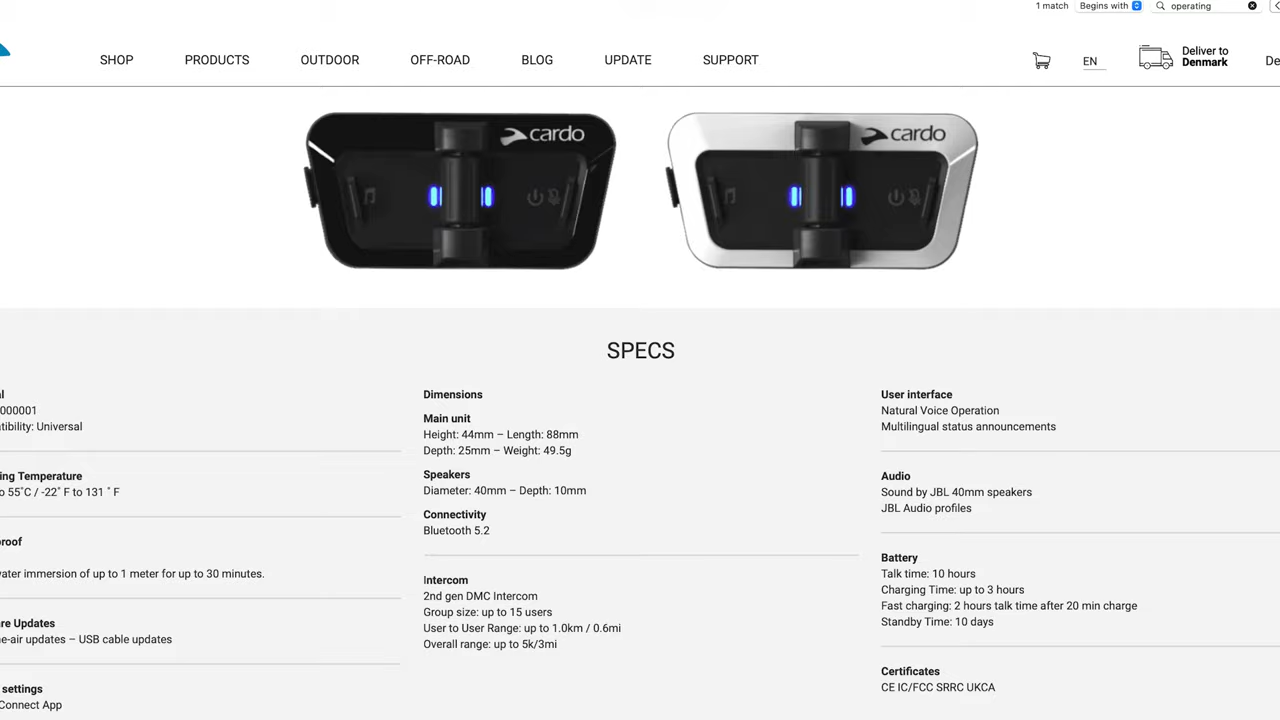 1 match Begins with operating
SHOP PRODUCTS OUTDOOR OFF-ROAD BLOG UPDATE SUPPORT EN Deliver to
Denmark De
cardo cardo
SPECS
l
000001
tibility: Universal
ing Temperature
o 55°C / -22° F to 131 ° F
roof
ater immersion of up to 1 meter for up to 30 minutes.
re Updates
e-air updates – USB cable updates
settings
Connect App
Dimensions
Main unit
Height: 44mm – Length: 88mm
Depth: 25mm – Weight: 49.5g
Speakers
Diameter: 40mm – Depth: 10mm
Connectivity
Bluetooth 5.2
Intercom
2nd gen DMC Intercom
Group size: up to 15 users
User to User Range: up to 1.0km / 0.6mi
Overall range: up to 5k/3mi
User interface
Natural Voice Operation
Multilingual status announcements
Audio
Sound by JBL 40mm speakers
JBL Audio profiles
Battery
Talk time: 10 hours
Charging Time: up to 3 hours
Fast charging: 2 hours talk time after 20 min charge
Standby Time: 10 days
Certificates
CE IC/FCC SRRC UKCA